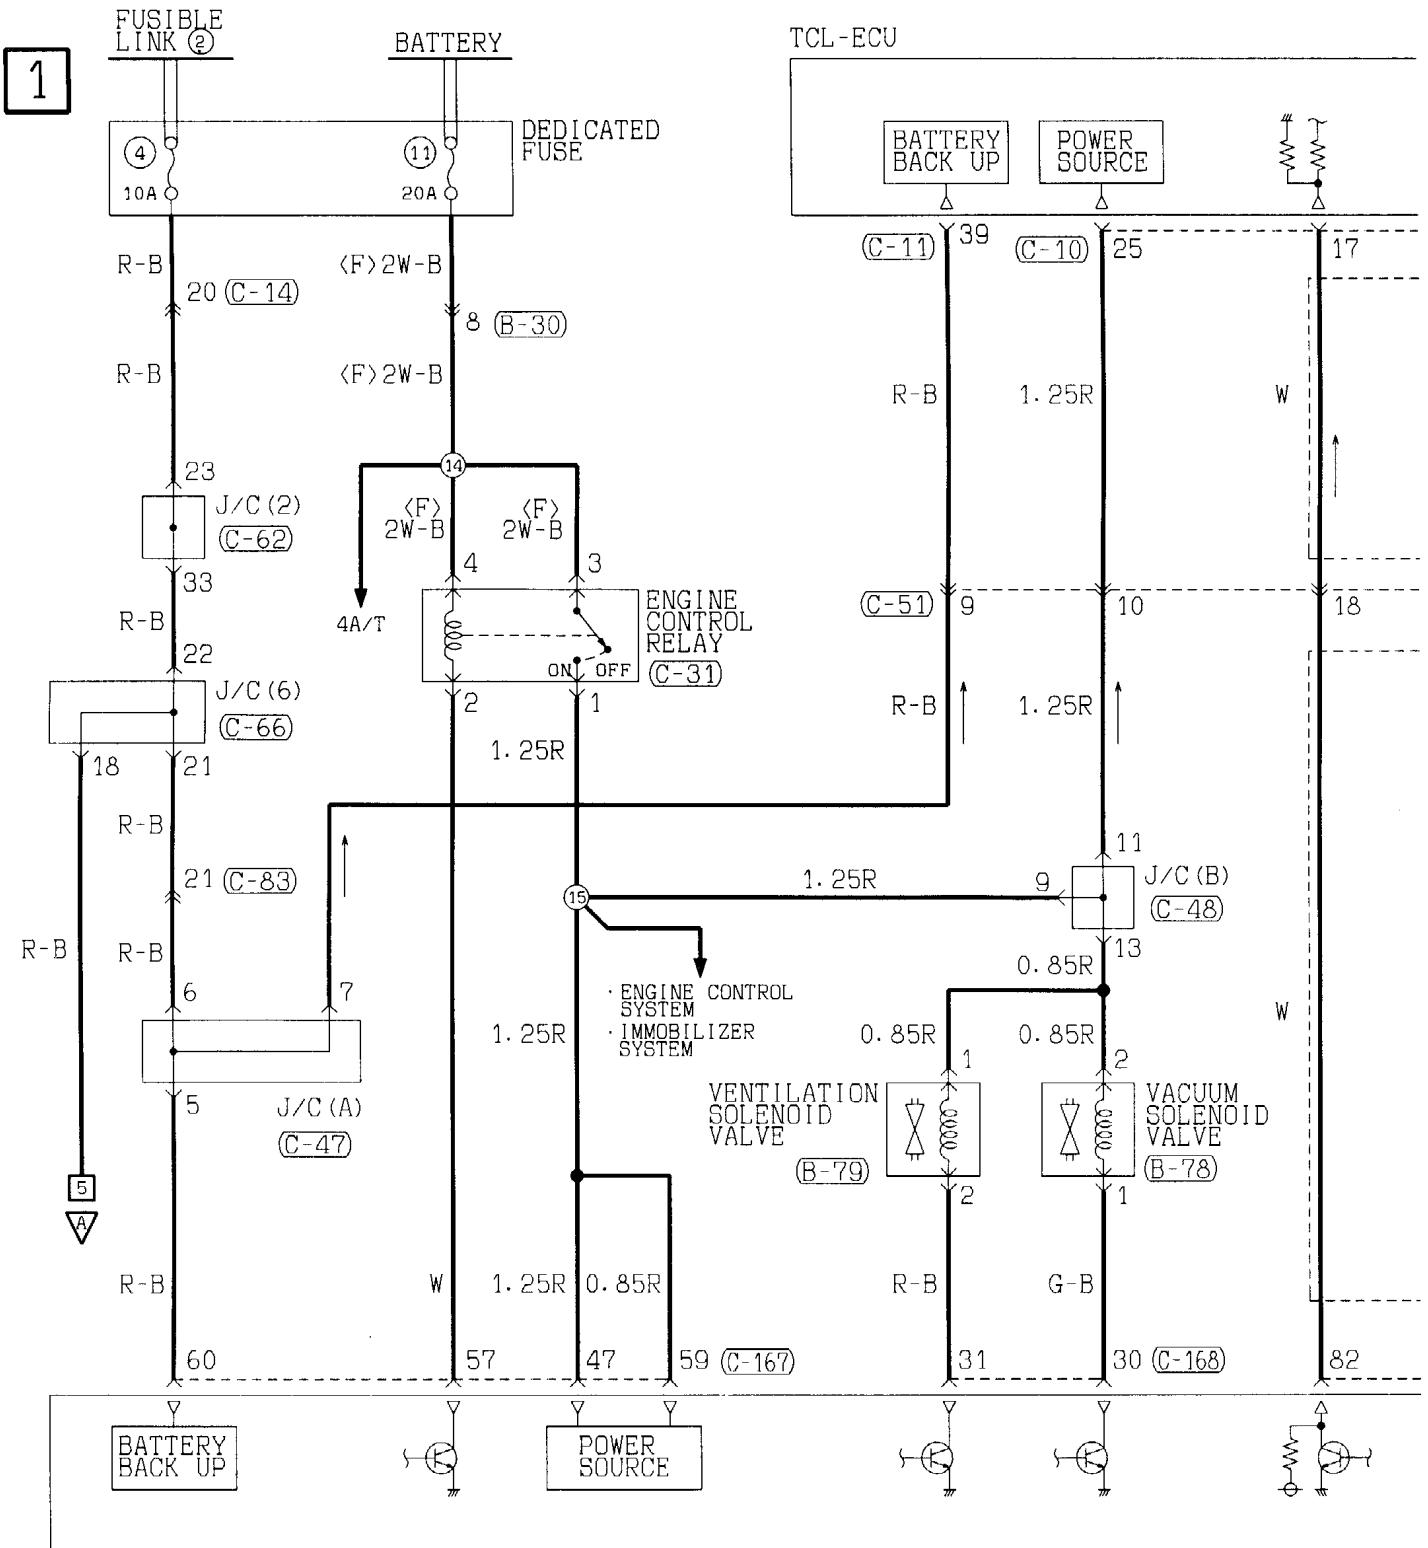 1
FUSIBLE
LINK ②
BATTERY
TCL-ECU
DEDICATED
FUSE
④
10A
⑪
20A
BATTERY
BACK UP
POWER
SOURCE
C-11
39
C-10
25
17
R-B
20 C-14
<F>2W-B
8 B-30
R-B
<F>2W-B
R-B
1.25R
W
23
J/C(2)
C-62
33
⑭
<F>
2W-B
<F>
2W-B
4
3
4A/T
ENGINE
CONTROL
RELAY
C-31
ON OFF
2
1
C-51
9
10
18
R-B
22
J/C(6)
C-66
18
21
1.25R
R-B
1.25R
R-B
21 C-83
R-B
R-B
⑮
1.25R
9
11
J/C(B)
C-48
13
0.85R
6
7
· ENGINE CONTROL
SYSTEM
· IMMOBILIZER
SYSTEM
1.25R
0.85R
0.85R
W
5
J/C(A)
C-47
VENTILATION
SOLENOID
VALVE
B-79
1
2
2
1
VACUUM
SOLENOID
VALVE
B-78
5
A
R-B
W
1.25R
0.85R
R-B
G-B
60
57
47
59 C-167
31
30 C-168
82
BATTERY
BACK UP
POWER
SOURCE